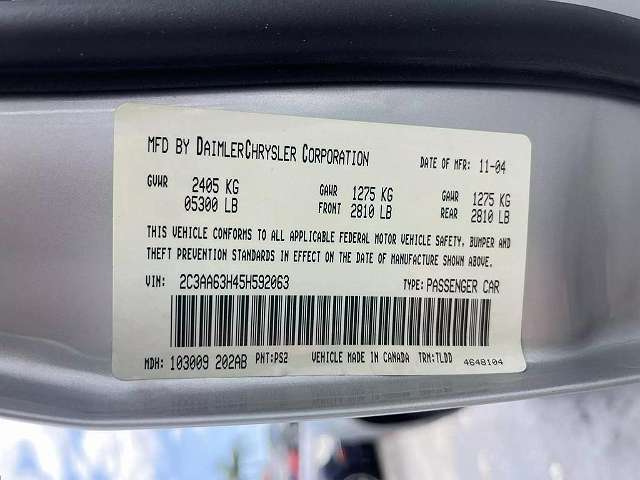 MFD BY DAIMLERCHRYSLER CORPORATION DATE OF MFR: 11-04
GVWR 2405 KG GAWR 1275 KG GAWR 1275 KG
05300 LB FRONT 2810 LB REAR 2810 LB
THIS VEHICLE CONFORMS TO ALL APPLICABLE FEDERAL MOTOR VEHICLE SAFETY, BUMPER AND
THEFT PREVENTION STANDARDS IN EFFECT ON THE DATE OF MANUFACTURE SHOWN ABOVE.
VIN: 2C3AA63H45H592063 TYPE: PASSENGER CAR
MDH: 103009 202AB PNT:PS2 VEHICLE MADE IN CANADA TRM:TLDD 4648104